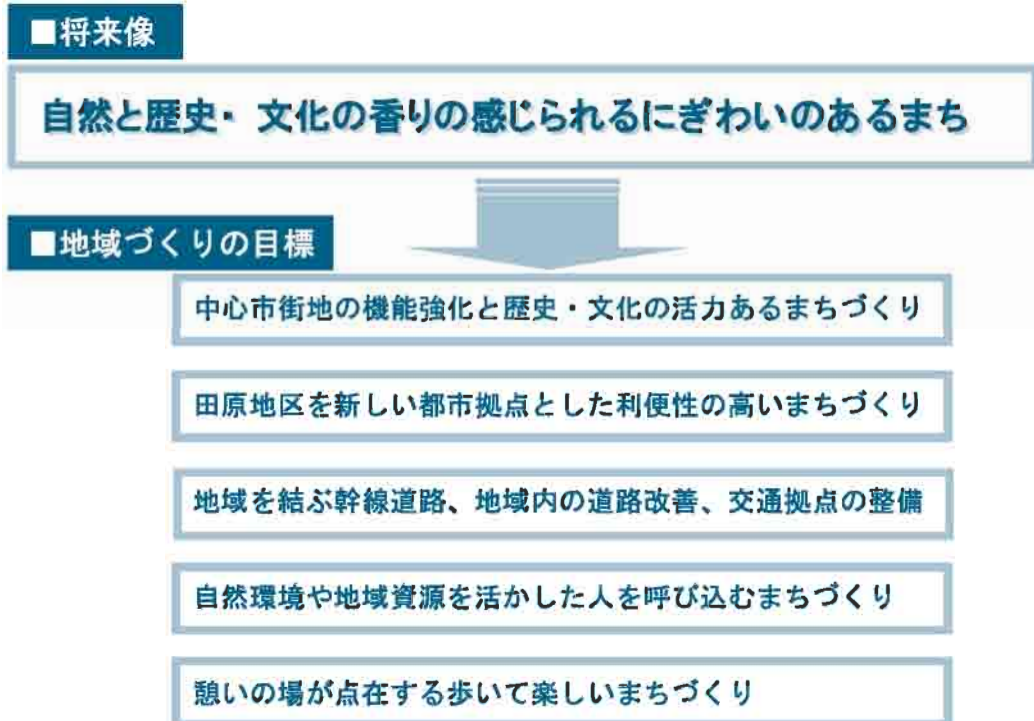 ■将来像
自然と歴史・文化の香りの感じられるにぎわいのあるまち
■地域づくりの目標
中心市街地の機能強化と歴史・文化の活力あるまちづくり
田原地区を新しい都市拠点とした利便性の高いまちづくり
地域を結ぶ幹線道路、地域内の道路改善、交通拠点の整備
自然環境や地域資源を活かした人を呼び込むまちづくり
憩いの場が点在する歩いて楽しいまちづくり